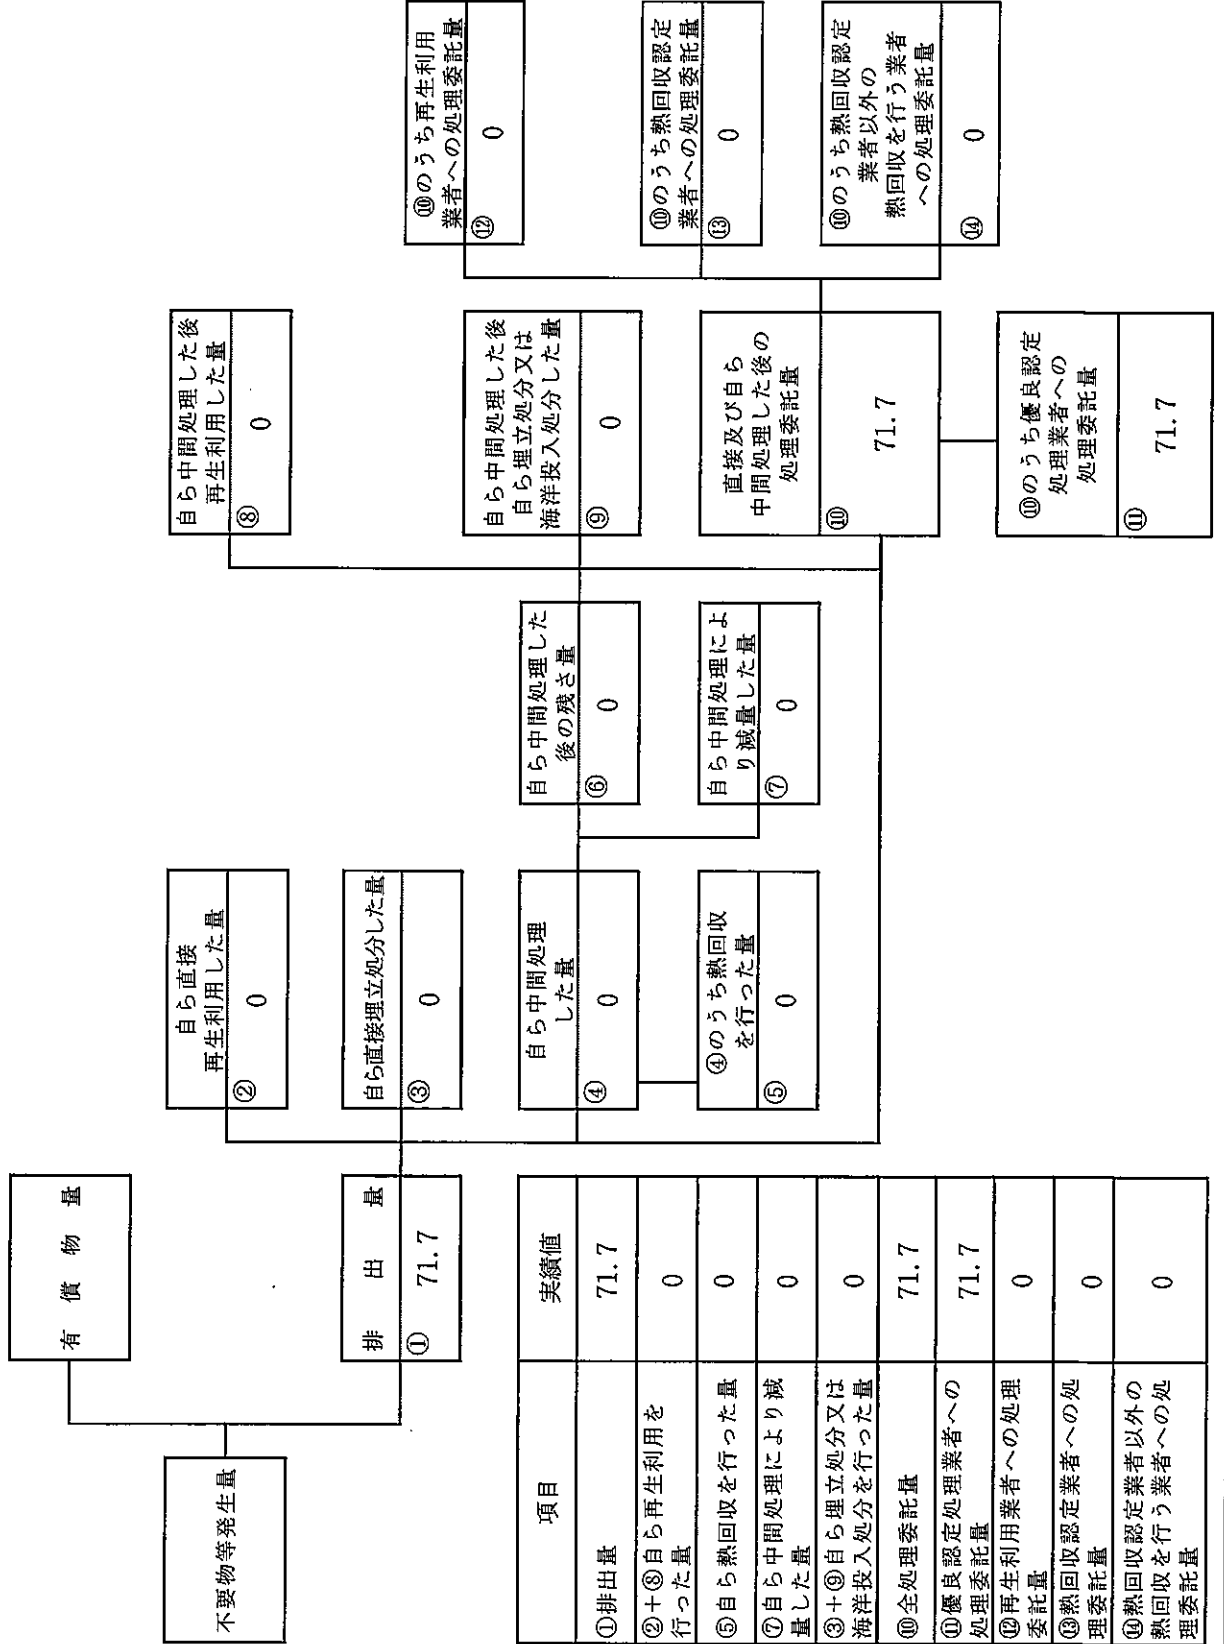 不要物等発生量
有償物量
排出量
①
71.7
自ら直接
再生利用した量
②
0
自ら直接埋立処分した量
③
0
自ら中間処理
した量
④
0
④のうち熱回収
を行った量
⑤
0
自ら中間処理した
後の残さ量
⑥
0
自ら中間処理によ
り減量した量
⑦
0
自ら中間処理した後
再生利用した量
⑧
0
自ら中間処理した後
自ら埋立処分又は
海洋投入処分した量
⑨
0
直接及び自ら
中間処理した後の
処理委託量
⑩
71.7
⑩のうち優良認定
処理業者への
処理委託量
⑪
71.7
⑩のうち再生利用
業者への処理委託量
⑫
0
⑩のうち熱回収認定
業者への処理委託量
⑬
0
⑩のうち熱回収認定
業者以外の
熱回収を行う業者
への処理委託量
⑭
0
項目
実績値
①排出量
71.7
②+⑧自ら再生利用を
行った量
0
⑤自ら熱回収を行った量
0
⑦自ら中間処理により減
量した量
0
③+⑨自ら埋立処分又は
海洋投入処分を行った量
0
⑩全処理委託量
71.7
⑪優良認定処理業者への
処理委託量
71.7
⑫再生利用業者への処理
委託量
0
⑬熱回収認定業者への処
理委託量
0
⑭熱回収認定業者以外の
熱回収を行う業者への処
理委託量
0